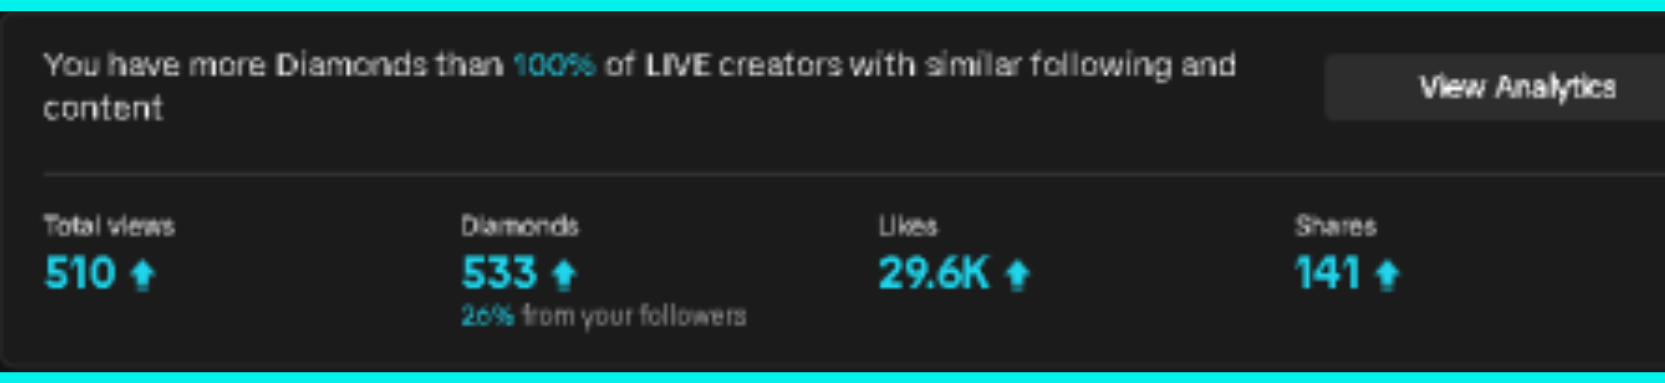 You have more Diamonds than 100% of LIVE creators with similar following and
content
View Analytics
Total views
510
Diamonds
533
26% from your followers
Likes
29.6K
Shares
141